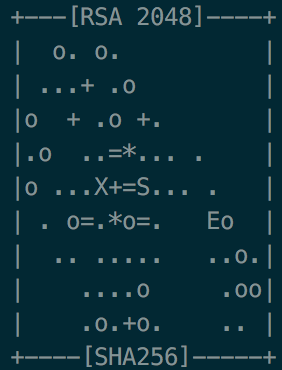 +---[RSA 2048]----+
|  o. o.          |
| ...+ .o         |
|o  + .o +.       |
|.o  ..=*... .    |
|o ...X+=S... .   |
| . o=.*o=.   Eo  |
|  .. .....   ..o.|
|    ....o     .oo|
|    .o.+o.    .. |
+----[SHA256]-----+